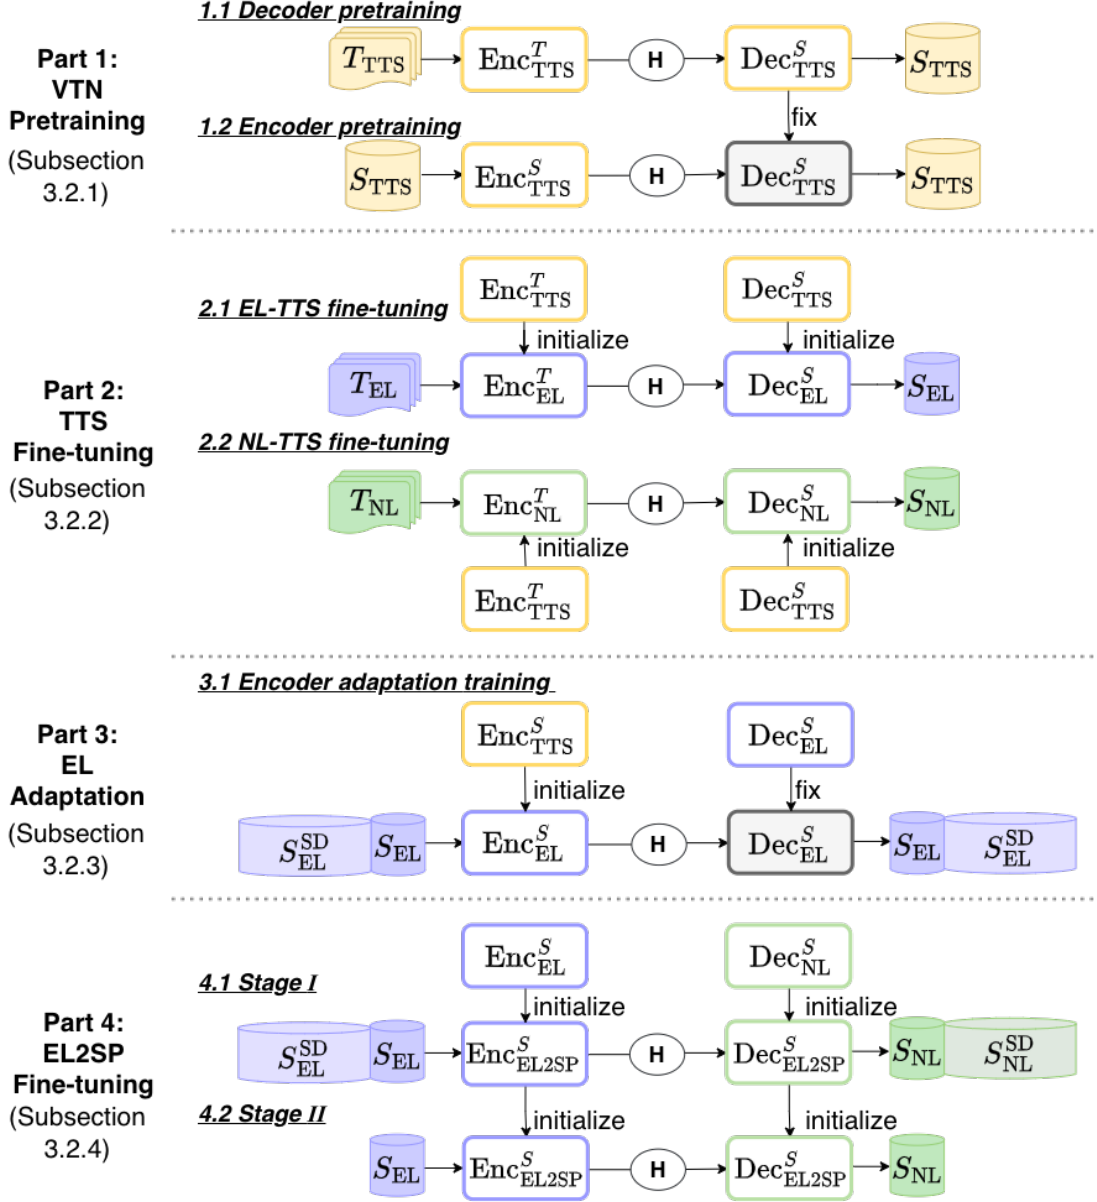 1.1 Decoder pretraining
Part 1:
VTN
Pretraining
(Subsection
3.2.1)
T_TTS Enc^T_TTS H Dec^S_TTS S_TTS
fix
1.2 Encoder pretraining
S_TTS Enc^S_TTS H Dec^S_TTS S_TTS
Enc^T_TTS Dec^S_TTS
2.1 EL-TTS fine-tuning
initialize initialize
Part 2:
TTS
Fine-tuning
(Subsection
3.2.2)
T_EL Enc^T_EL H Dec^S_EL S_EL
2.2 NL-TTS fine-tuning
T_NL Enc^T_NL H Dec^S_NL S_NL
initialize initialize
Enc^T_TTS Dec^S_TTS
3.1 Encoder adaptation training
Part 3:
EL
Adaptation
(Subsection
3.2.3)
Enc^S_TTS Dec^S_EL
initialize fix
S^SD_EL S_EL Enc^S_EL H Dec^S_EL S_EL S^SD_EL
Enc^S_EL Dec^S_NL
4.1 Stage I
initialize initialize
Part 4:
EL2SP
Fine-tuning
(Subsection
3.2.4)
S^SD_EL S_EL Enc^S_EL2SP H Dec^S_EL2SP S_NL S^SD_NL
4.2 Stage II
initialize initialize
S_EL Enc^S_EL2SP H Dec^S_EL2SP S_NL